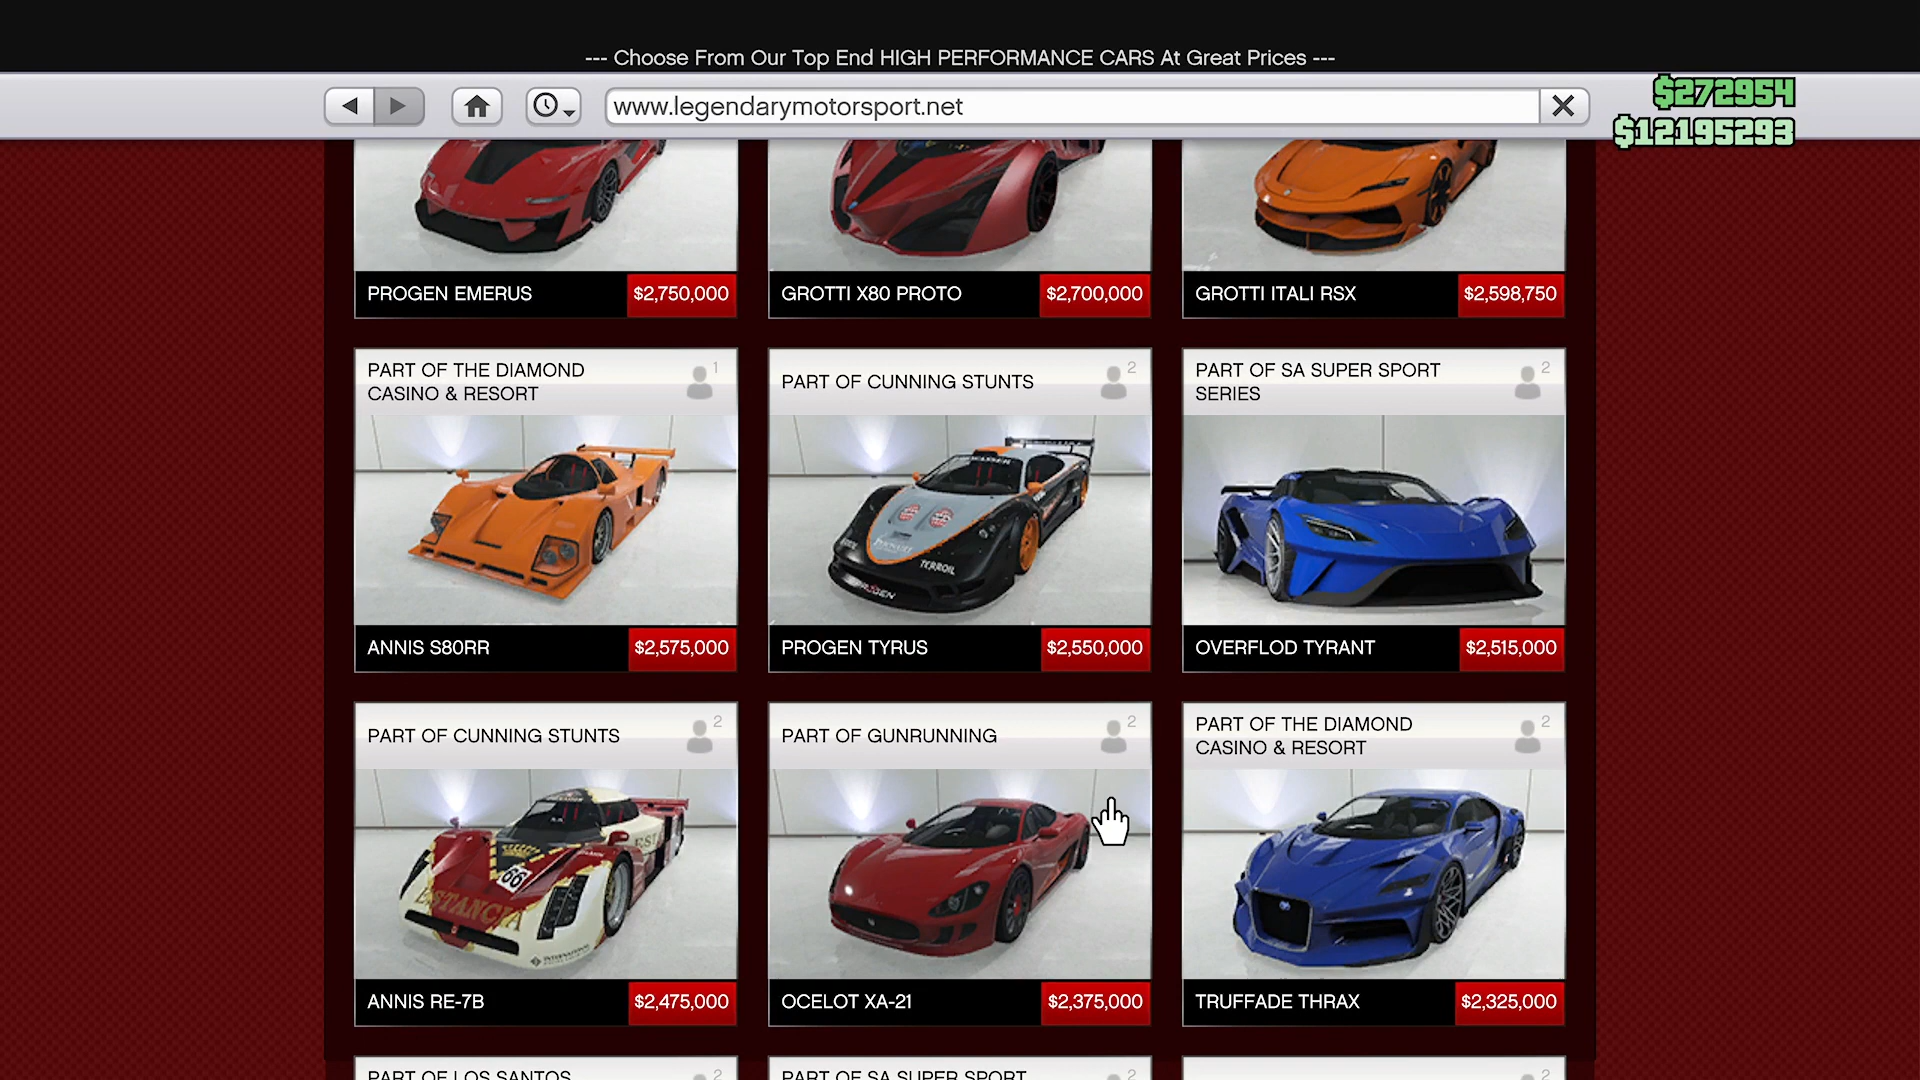 --- Choose From Our Top End HIGH PERFORMANCE CARS At Great Prices ---
www.legendarymotorsport.net
$272954
$12195293
PROGEN EMERUS $2,750,000
GROTTI X80 PROTO $2,700,000
GROTTI ITALI RSX $2,598,750
PART OF THE DIAMOND
CASINO & RESORT
1
PART OF CUNNING STUNTS
2
PART OF SA SUPER SPORT
SERIES
2
TERROIL
PROGEN
ANNIS S80RR $2,575,000
PROGEN TYRUS $2,550,000
OVERFLOD TYRANT $2,515,000
PART OF CUNNING STUNTS
2
PART OF GUNRUNNING
2
PART OF THE DIAMOND
CASINO & RESORT
2
66
ESTANCIA
ANNIS RE-7B $2,475,000
OCELOT XA-21 $2,375,000
TRUFFADE THRAX $2,325,000
PART OF LOS SANTOS
2
PART OF SA SUPER SPORT
2
2